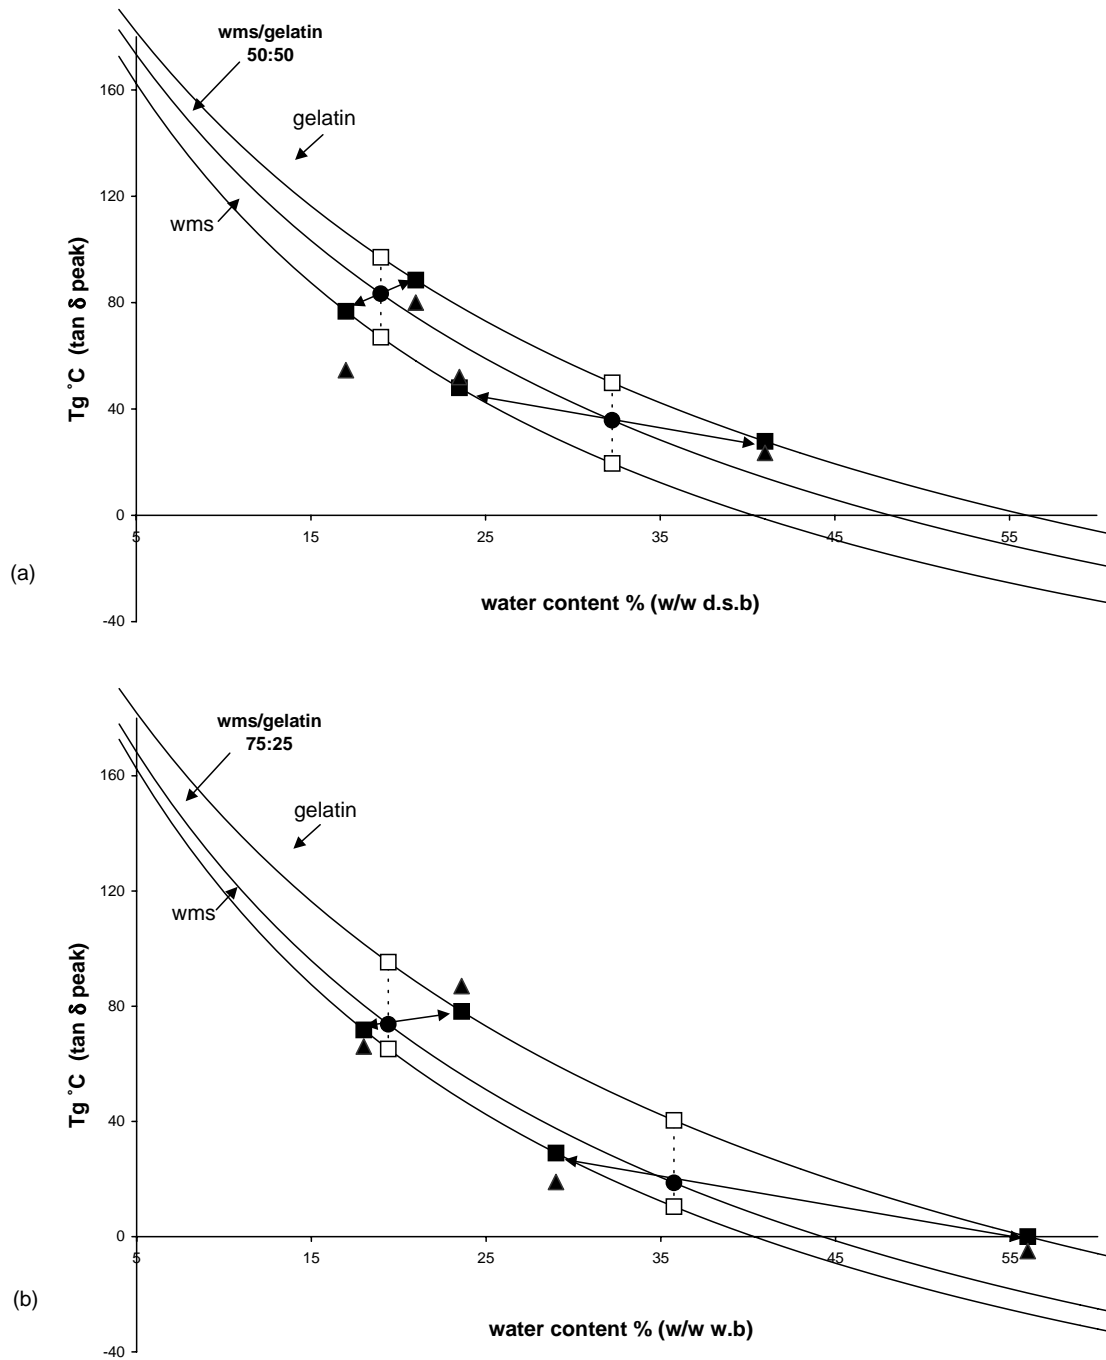 wms/gelatin
50:50
gelatin
wms
160
120
80
40
0
-40
5
15
25
35
45
55
Tg ˚C (tan δ peak)
water content % (w/w d.s.b)
(a)
wms/gelatin
75:25
gelatin
wms
160
120
80
40
0
-40
5
15
25
35
45
55
Tg ˚C (tan δ peak)
water content % (w/w w.b)
(b)